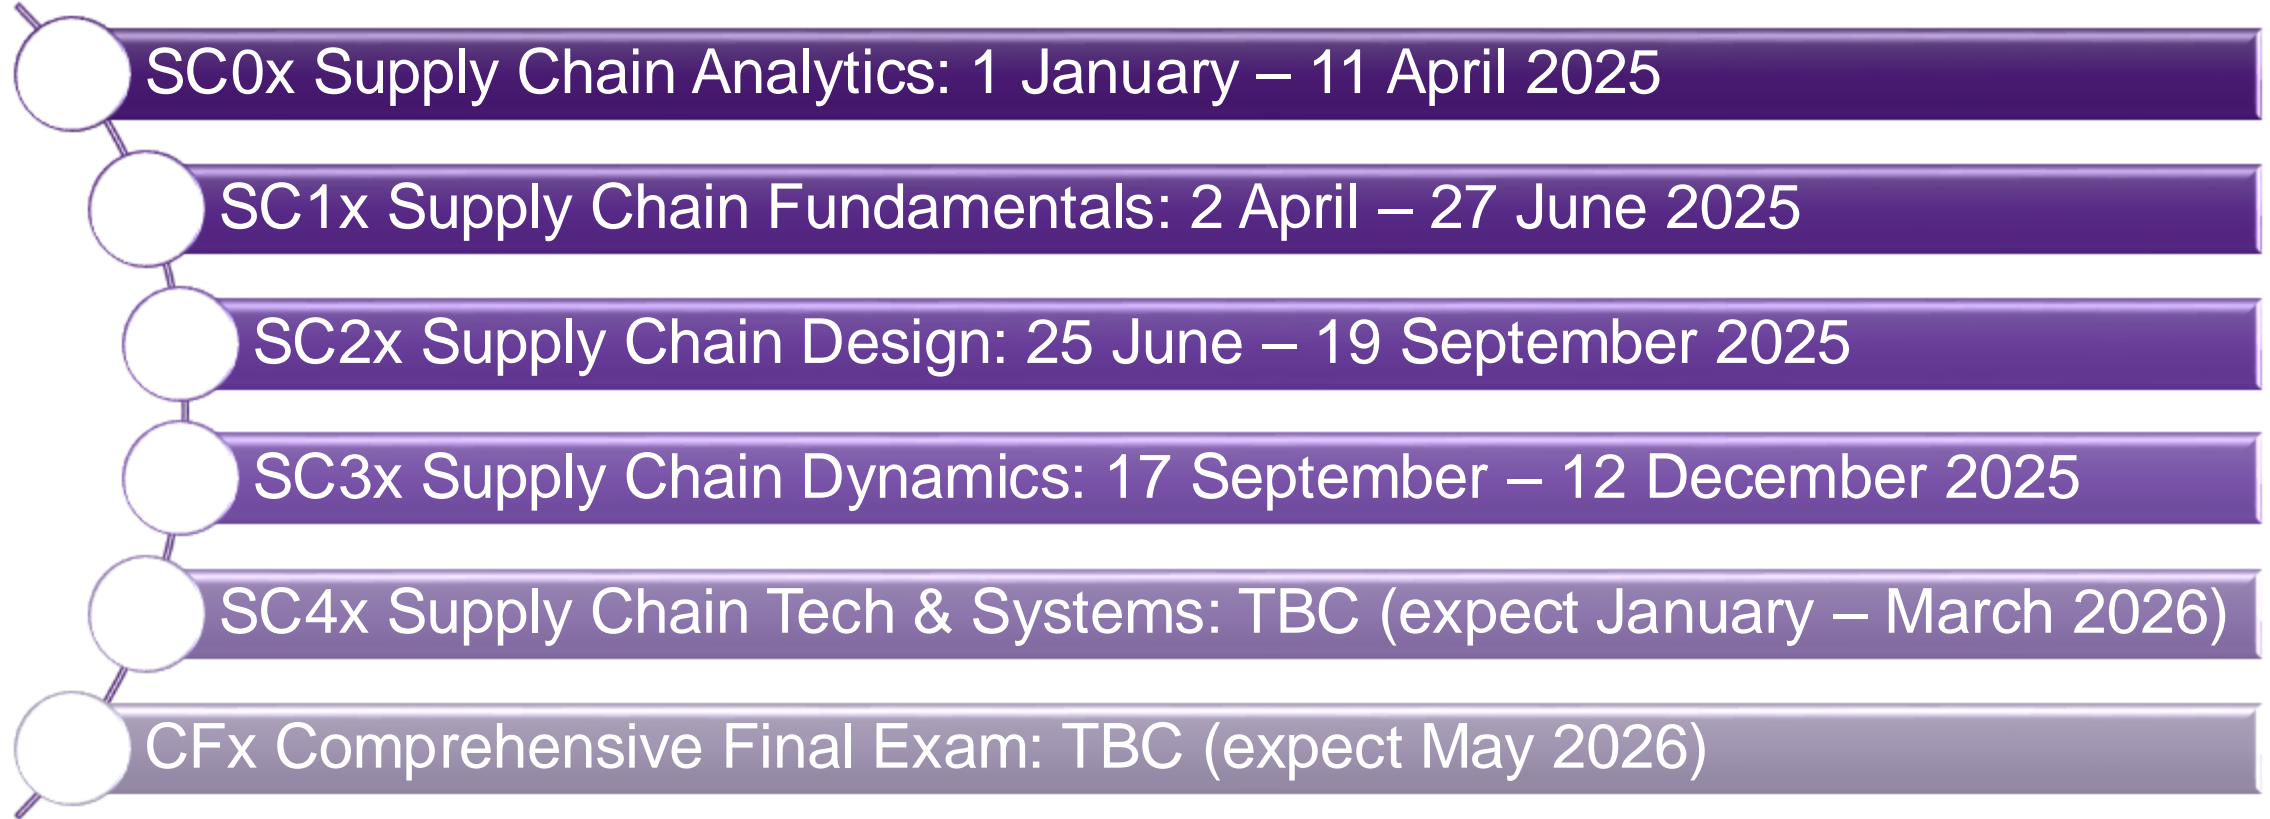 SC0x Supply Chain Analytics: 1 January – 11 April 2025
SC1x Supply Chain Fundamentals: 2 April – 27 June 2025
SC2x Supply Chain Design: 25 June – 19 September 2025
SC3x Supply Chain Dynamics: 17 September – 12 December 2025
SC4x Supply Chain Tech & Systems: TBC (expect January – March 2026)
CFx Comprehensive Final Exam: TBC (expect May 2026)